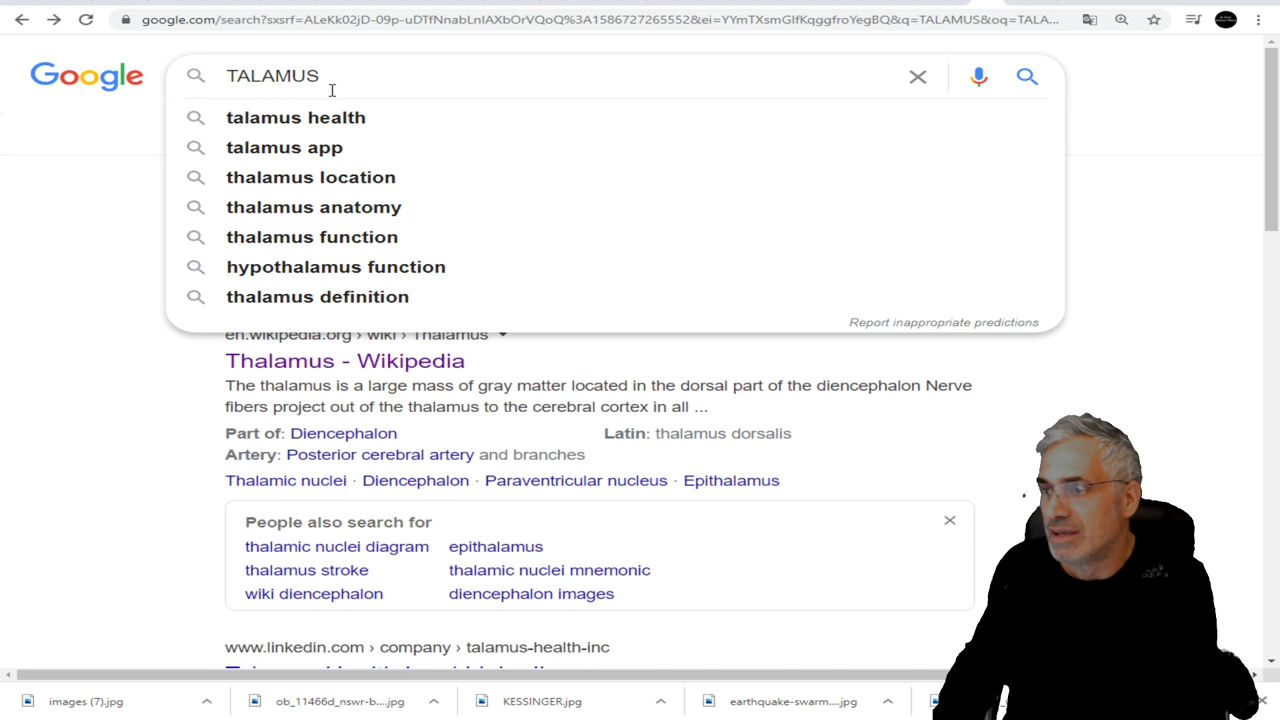 google.com/search?sxsrf=ALeKk02jD-09p-uDTfNnabLnIAXbOrVQoQ%3A1586727265552&ei=YYmTXsmGIfKqggfroYegBQ&q=TALAMUS&oq=TALA...
Google
TALAMUS
talamus health
talamus app
thalamus location
thalamus anatomy
thalamus function
hypothalamus function
thalamus definition
Report inappropriate predictions
en.wikipedia.org › wiki › Thalamus
Thalamus - Wikipedia
The thalamus is a large mass of gray matter located in the dorsal part of the diencephalon Nerve
fibers project out of the thalamus to the cerebral cortex in all ...
Part of: Diencephalon Latin: thalamus dorsalis
Artery: Posterior cerebral artery and branches
Thalamic nuclei · Diencephalon · Paraventricular nucleus · Epithalamus
People also search for
thalamic nuclei diagram epithalamus
thalamus stroke thalamic nuclei mnemonic
wiki diencephalon diencephalon images
www.linkedin.com › company › talamus-health-inc
images (7).jpg ob_11466d_nswr-b....jpg KESSINGER.jpg earthquake-swarm....jpg